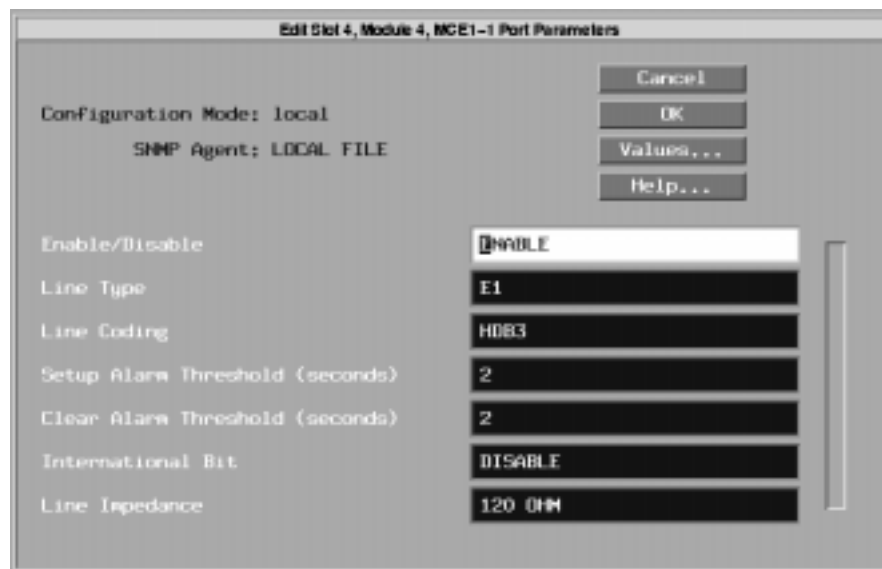 Edit Slot 4, Module 4, MCE1-1 Port Parameters
Cancel
Configuration Mode: local
OK
SNMP Agent: LOCAL FILE
Values...
Help...
Enable/Disable
ENABLE
Line Type
E1
Line Coding
HDB3
Setup Alarm Threshold (seconds)
2
Clear Alarm Threshold (seconds)
2
International Bit
DISABLE
Line Impedance
120 OHM